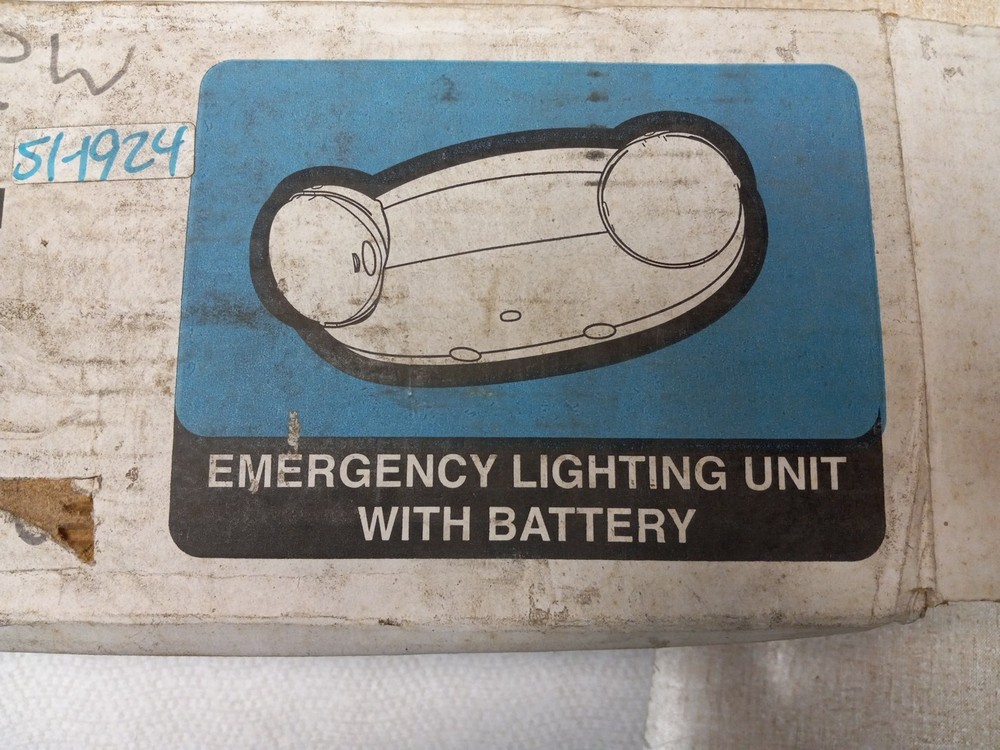 51-1924
EMERGENCY LIGHTING UNIT
WITH BATTERY